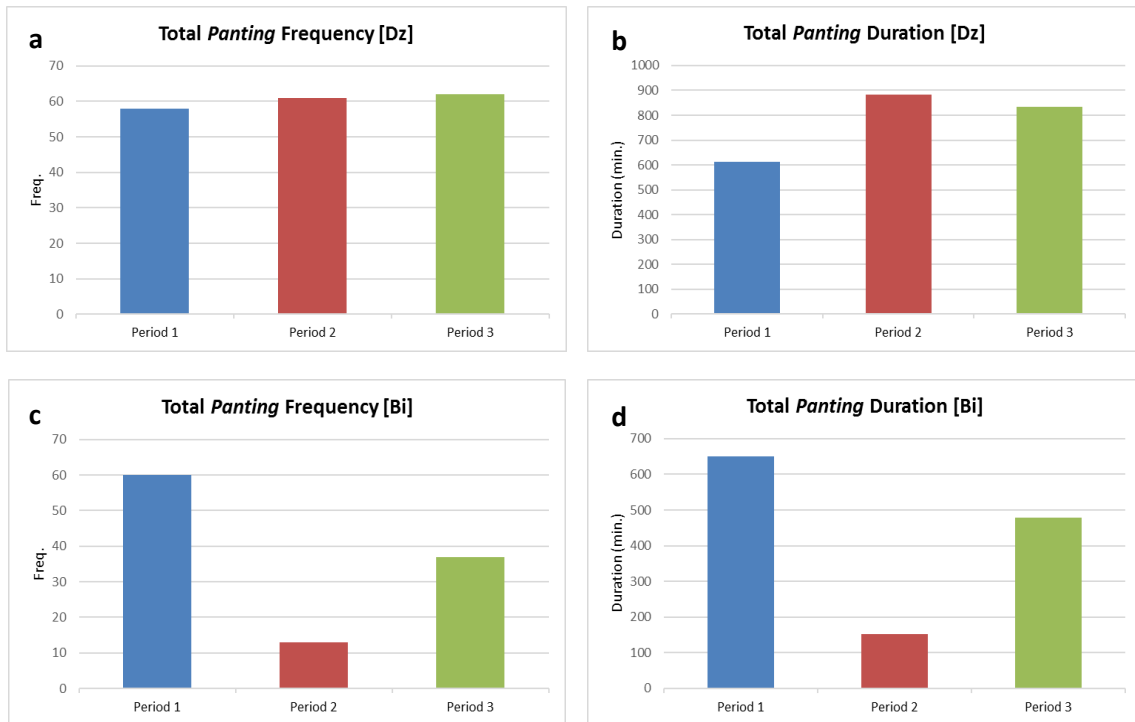 a
Total Panting Frequency [Dz]
70
60
50
40
30
20
10
0
Freq.
Period 1
Period 2
Period 3
b
Total Panting Duration [Dz]
1000
900
800
700
600
500
400
300
200
100
0
Duration (min.)
Period 1
Period 2
Period 3
c
Total Panting Frequency [Bi]
70
60
50
40
30
20
10
0
Freq.
Period 1
Period 2
Period 3
d
Total Panting Duration [Bi]
700
600
500
400
300
200
100
0
Duration (min.)
Period 1
Period 2
Period 3